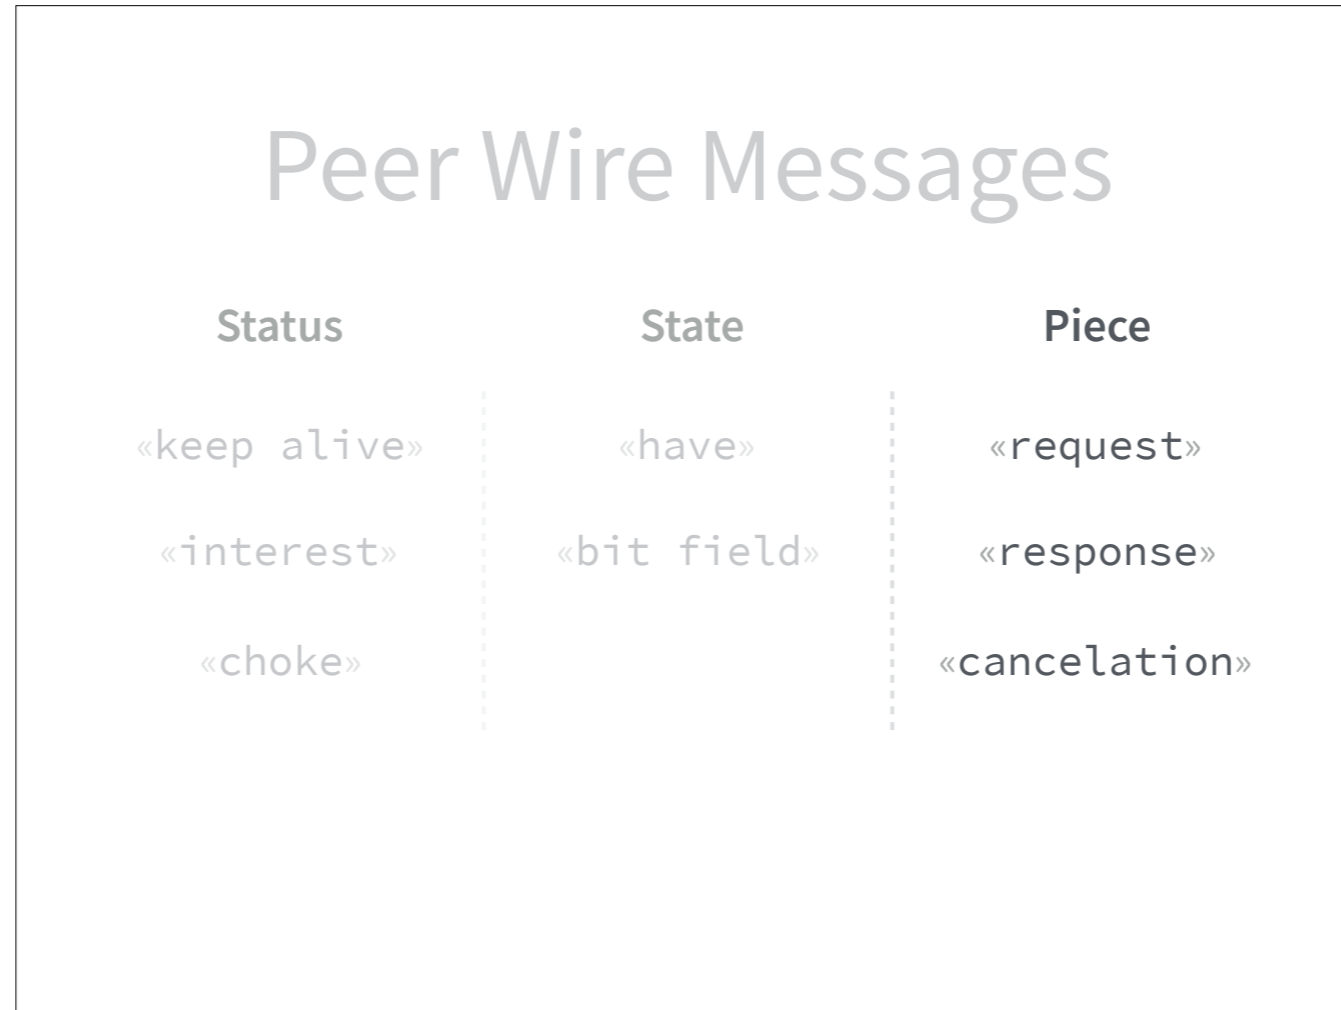 Peer Wire Messages
Status State Piece
«keep alive» «have» «request»
«interest» «bit field» «response»
«choke» «cancelation»